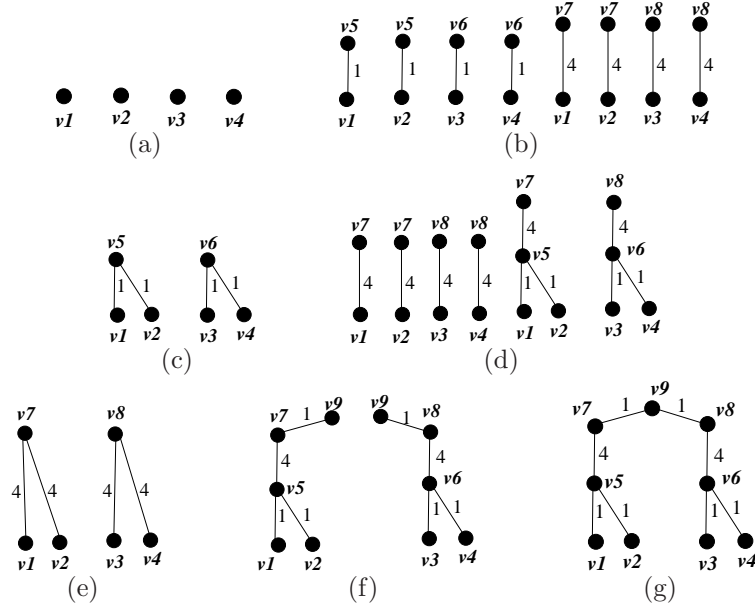 v5 v5 v6 v6 v7 v7 v8 v8
1 1 1 1 4 4 4 4
v1 v2 v3 v4
v1 v2 v3 v4 v1 v2 v3 v4
(a) (b)
v5 v6
1 1 1 1
v1 v2 v3 v4
(c)
v7 v7 v8 v8 v7 v8
4 4 4 4 4 4
v5 v6
1 1 1 1
v1 v2 v3 v4 v1 v2 v3 v4
(d)
v7 v8
4 4 4 4
v1 v2 v3 v4
(e)
v7 v9 v9 v8
1 1
4 4
v5 v6
1 1 1 1
v1 v2 v3 v4
(f)
v9
v7 1 1 v8
4 4
v5 v6
1 1 1 1
v1 v2 v3 v4
(g)